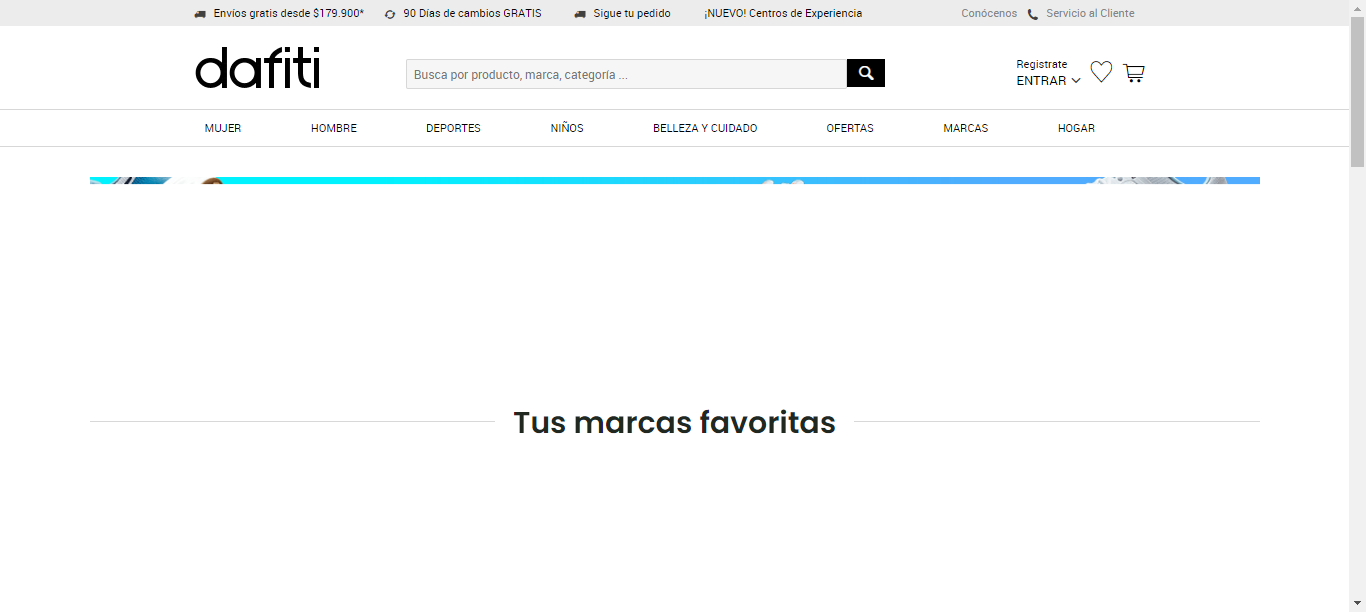 Envíos gratis desde $179.900* 90 Días de cambios GRATIS Sigue tu pedido ¡NUEVO! Centros de Experiencia Conócenos Servicio al Cliente
dafiti
Busca por producto, marca, categoría ...
Registrate
ENTRAR
MUJER HOMBRE DEPORTES NIÑOS BELLEZA Y CUIDADO OFERTAS MARCAS HOGAR
Tus marcas favoritas